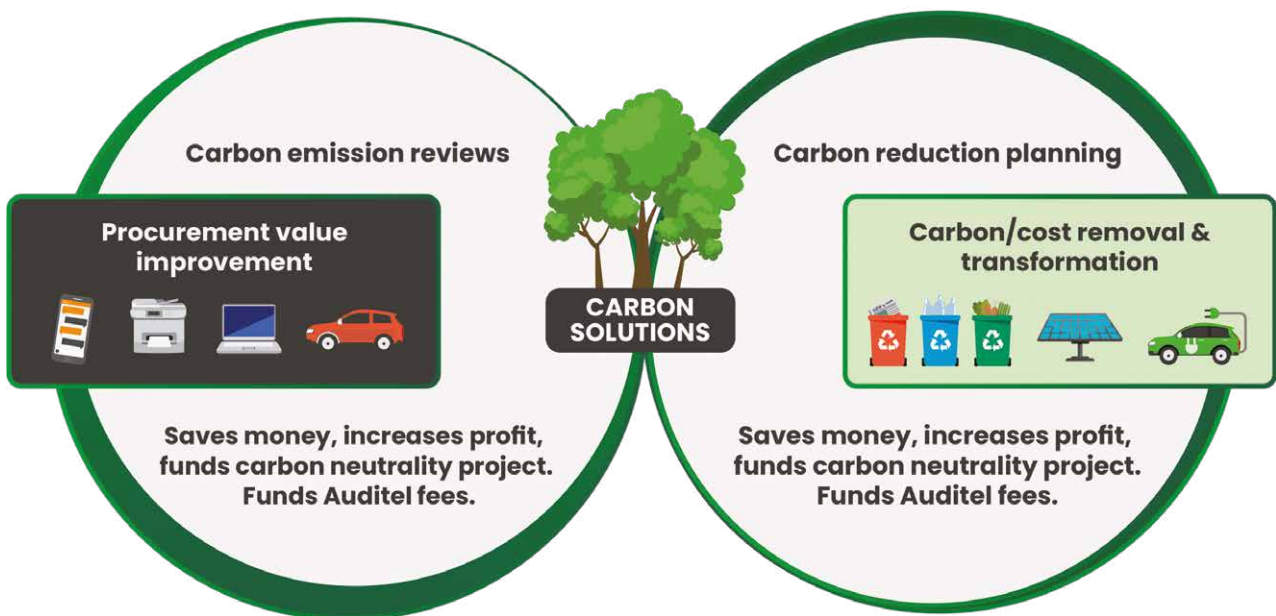 Carbon emission reviews
Procurement value
improvement
Saves money, increases profit,
funds carbon neutrality project.
Funds Auditel fees.
CARBON
SOLUTIONS
Carbon reduction planning
Carbon/cost removal &
transformation
Saves money, increases profit,
funds carbon neutrality project.
Funds Auditel fees.